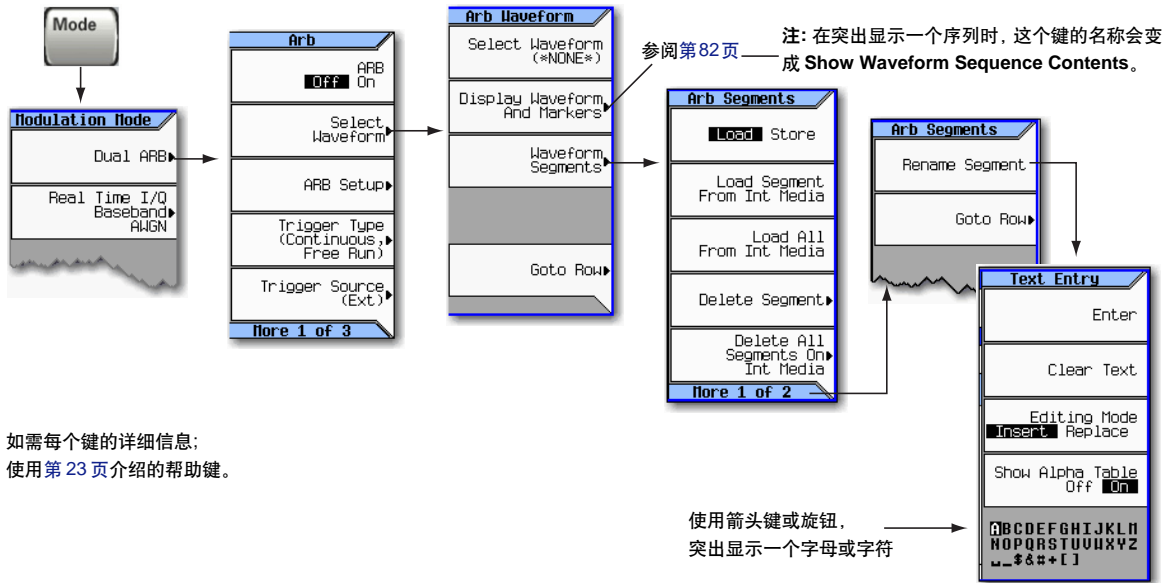 Mode
Modulation Mode
Dual ARB
Real Time I/Q
Baseband
AWGN
Arb
ARB
Off On
Select
Waveform
ARB Setup
Trigger Type
(Continuous,
Free Run)
Trigger Source
(Ext)
More 1 of 3
Arb Waveform
Select Waveform
(*NONE*)
Display Waveform
And Markers
Waveform
Segments
Goto Row
参阅第82页
注: 在突出显示一个序列时, 这个键的名称会变
成 Show Waveform Sequence Contents。
Arb Segments
Load Store
Load Segment
From Int Media
Load All
From Int Media
Delete Segment
Delete All
Segments On
Int Media
More 1 of 2
Arb Segments
Rename Segment
Goto Row
Text Entry
Enter
Clear Text
Editing Mode
Insert Replace
Show Alpha Table
Off On
ABCDEFGHIJKLM
NOPQRSTUVWXYZ
␣_$&#+[]
如需每个键的详细信息;
使用第 23 页介绍的帮助键。
使用箭头键或旋钮,
突出显示一个字母或字符